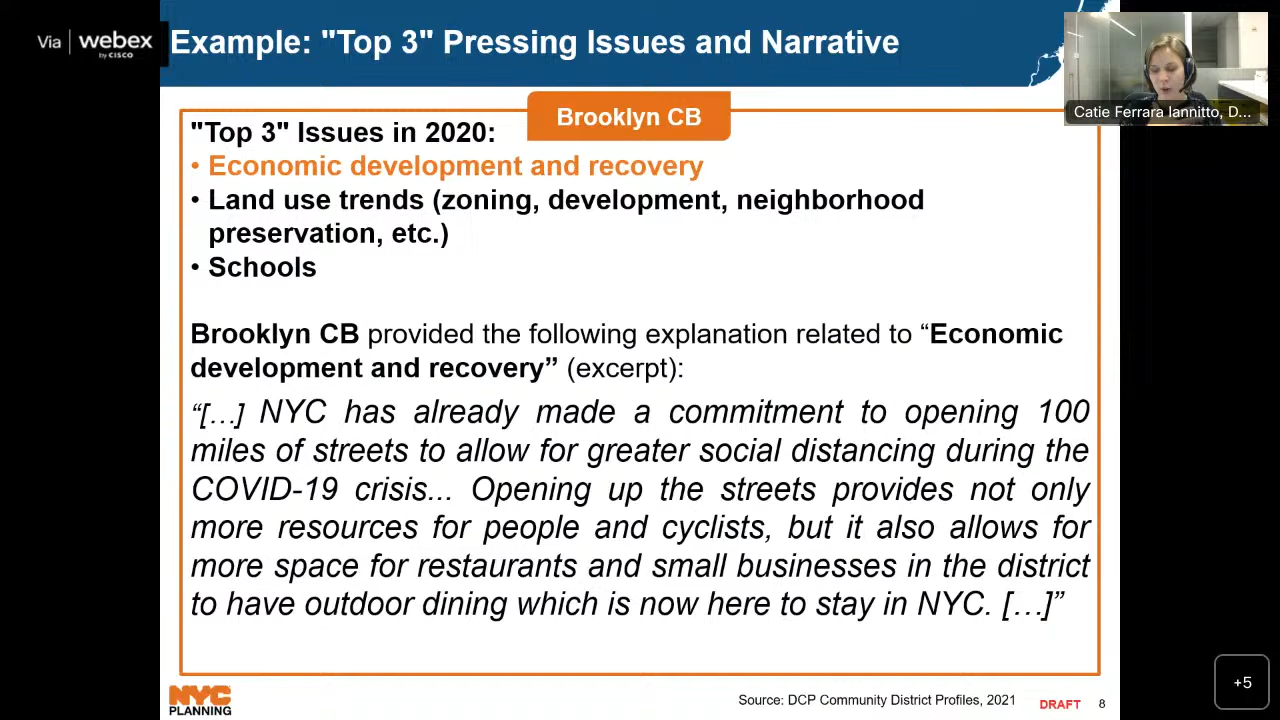 Via | webex
by CISCO
Example: "Top 3" Pressing Issues and Narrative
Catie Ferrara Iannitto, D...
Brooklyn CB
"Top 3" Issues in 2020:
• Economic development and recovery
• Land use trends (zoning, development, neighborhood
preservation, etc.)
• Schools
Brooklyn CB provided the following explanation related to “Economic
development and recovery” (excerpt):
“[…] NYC has already made a commitment to opening 100
miles of streets to allow for greater social distancing during the
COVID-19 crisis... Opening up the streets provides not only
more resources for people and cyclists, but it also allows for
more space for restaurants and small businesses in the district
to have outdoor dining which is now here to stay in NYC. […]”
NYC
PLANNING
Source: DCP Community District Profiles, 2021
DRAFT
8
+5